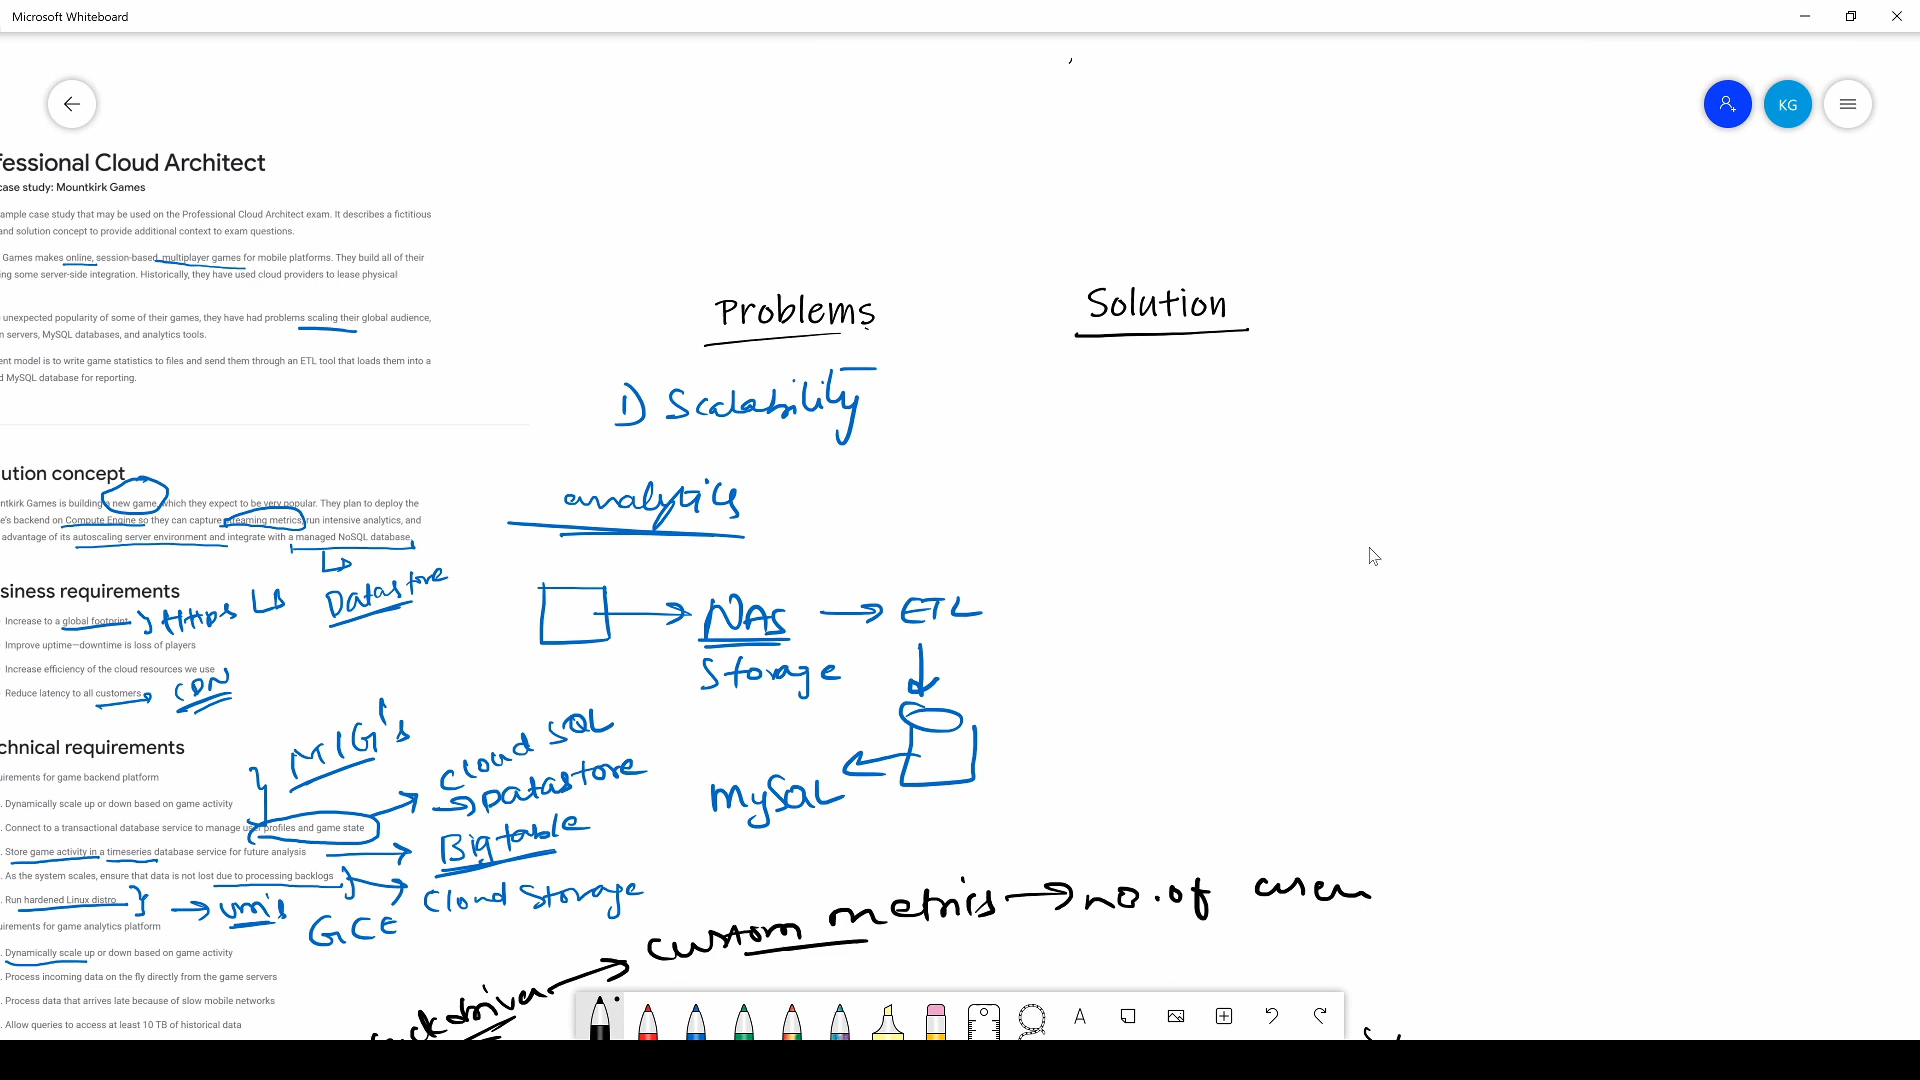 Microsoft Whiteboard
KG
fessional Cloud Architect
case study: Mountkirk Games
ample case study that may be used on the Professional Cloud Architect exam. It describes a fictitious
and solution concept to provide additional context to exam questions.
Games makes online, session-based, multiplayer games for mobile platforms. They build all of their
ing some server-side integration. Historically, they have used cloud providers to lease physical
unexpected popularity of some of their games, they have had problems scaling their global audience,
n servers, MySQL databases, and analytics tools.
ent model is to write game statistics to files and send them through an ETL tool that loads them into a
d MySQL database for reporting.
Problems
Solution
1) Scalability
analytics
ution concept
ntkirk Games is building a new game, which they expect to be very popular. They plan to deploy the
e's backend on Compute Engine so they can capture streaming metrics, run intensive analytics, and
advantage of its autoscaling server environment and integrate with a managed NoSQL database.
Datastore
siness requirements
Increase to a global footprint
Https LB
Improve uptime—downtime is loss of players
Increase efficiency of the cloud resources we use
Reduce latency to all customers
CDN
NAS
Storage
ETL
MySQL
chnical requirements
MIG's
Cloud SQL
Datastore
Bigtable
Cloud Storage
uirements for game backend platform
. Dynamically scale up or down based on game activity
. Connect to a transactional database service to manage user profiles and game state
. Store game activity in a timeseries database service for future analysis
. As the system scales, ensure that data is not lost due to processing backlogs
. Run hardened Linux distro
vm's
GCE
uirements for game analytics platform
. Dynamically scale up or down based on game activity
. Process incoming data on the fly directly from the game servers
. Process data that arrives late because of slow mobile networks
. Allow queries to access at least 10 TB of historical data
custom metrics
no. of
A